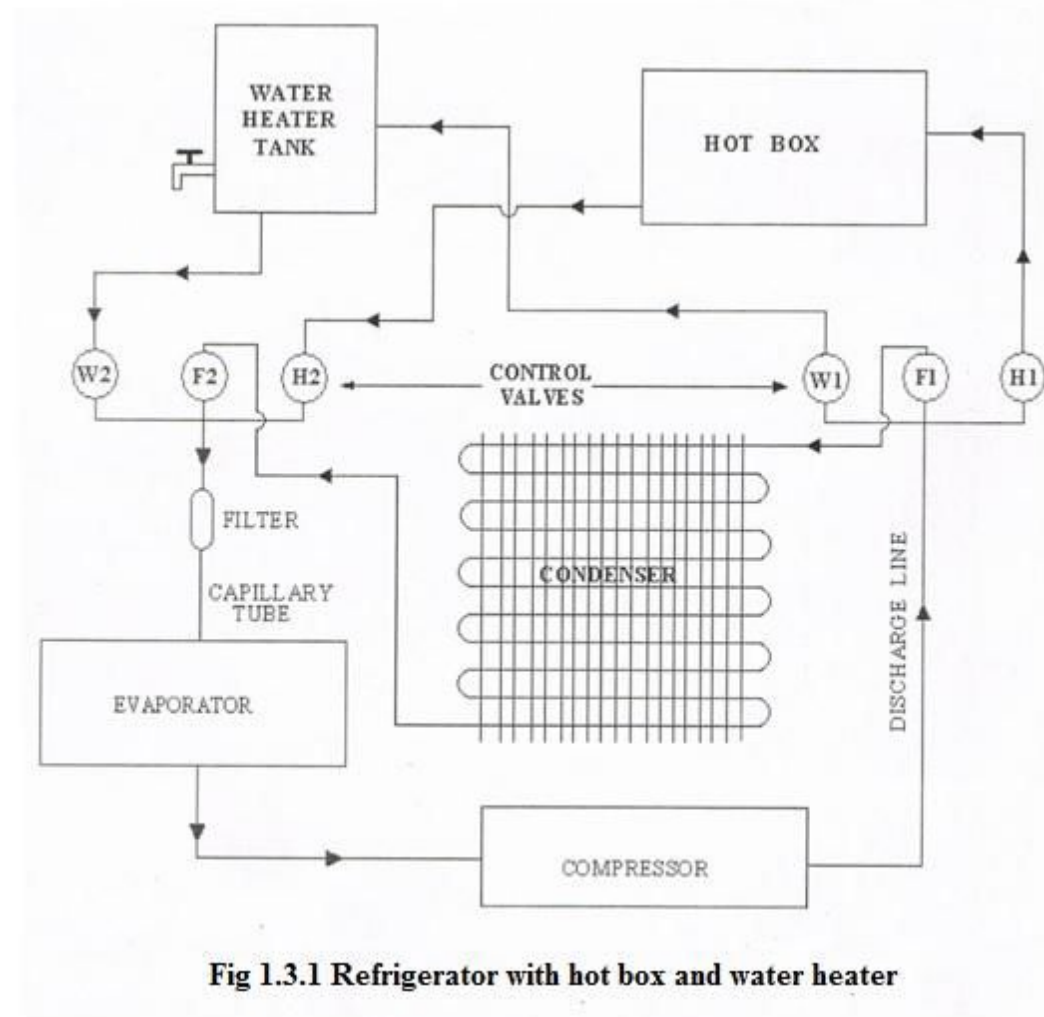 WATER
HEATER
TANK
HOT BOX
W2
F2
H2
CONTROL
VALVES
W1
F1
H1
FILTER
CAPILLARY
TUBE
CONDENSER
DISCHARGE LINE
EVAPORATOR
COMPRESSOR
Fig 1.3.1 Refrigerator with hot box and water heater